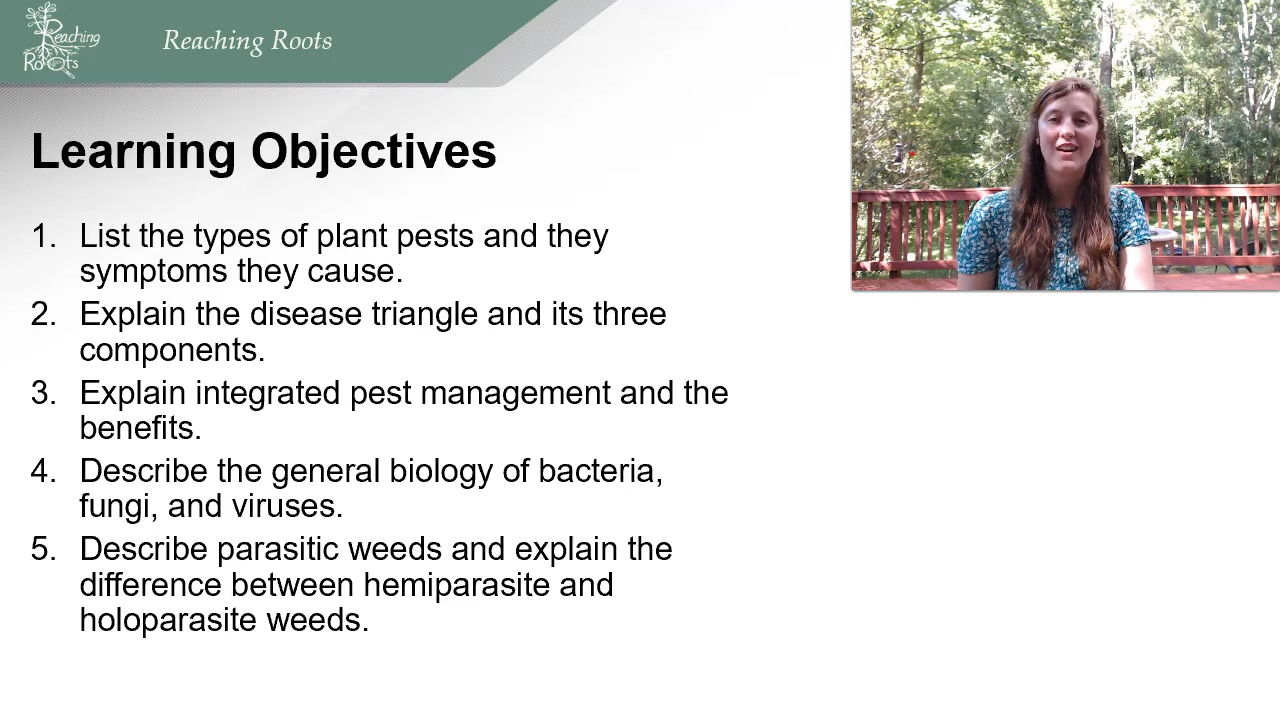 Reaching
Roots
Reaching Roots
Learning Objectives
1. List the types of plant pests and they
symptoms they cause.
2. Explain the disease triangle and its three
components.
3. Explain integrated pest management and the
benefits.
4. Describe the general biology of bacteria,
fungi, and viruses.
5. Describe parasitic weeds and explain the
difference between hemiparasite and
holoparasite weeds.